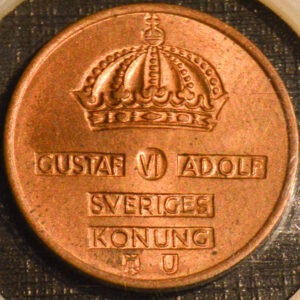 GUSTAF VI ADOLF
SVERIGES
KONUNG
U